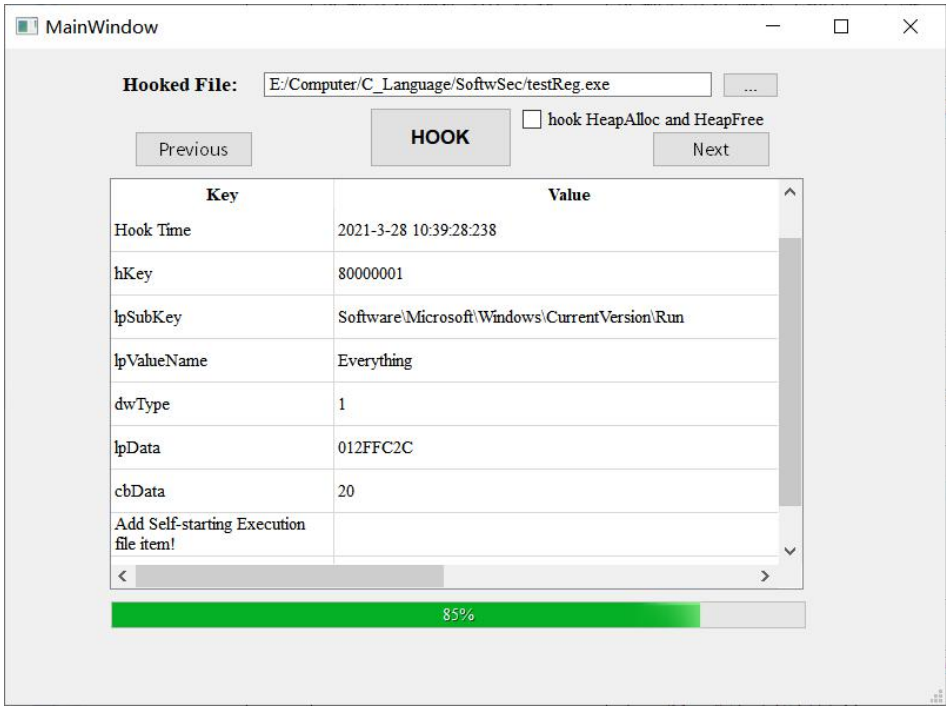 MainWindow
Hooked File: E:/Computer/C_Language/SoftwSec/testReg.exe ...
HOOK
hook HeapAlloc and HeapFree
Previous
Next
Key Value
Hook Time 2021-3-28 10:39:28:238
hKey 80000001
lpSubKey Software\Microsoft\Windows\CurrentVersion\Run
lpValueName Everything
dwType 1
lpData 012FFC2C
cbData 20
Add Self-starting Execution
file item!
85%